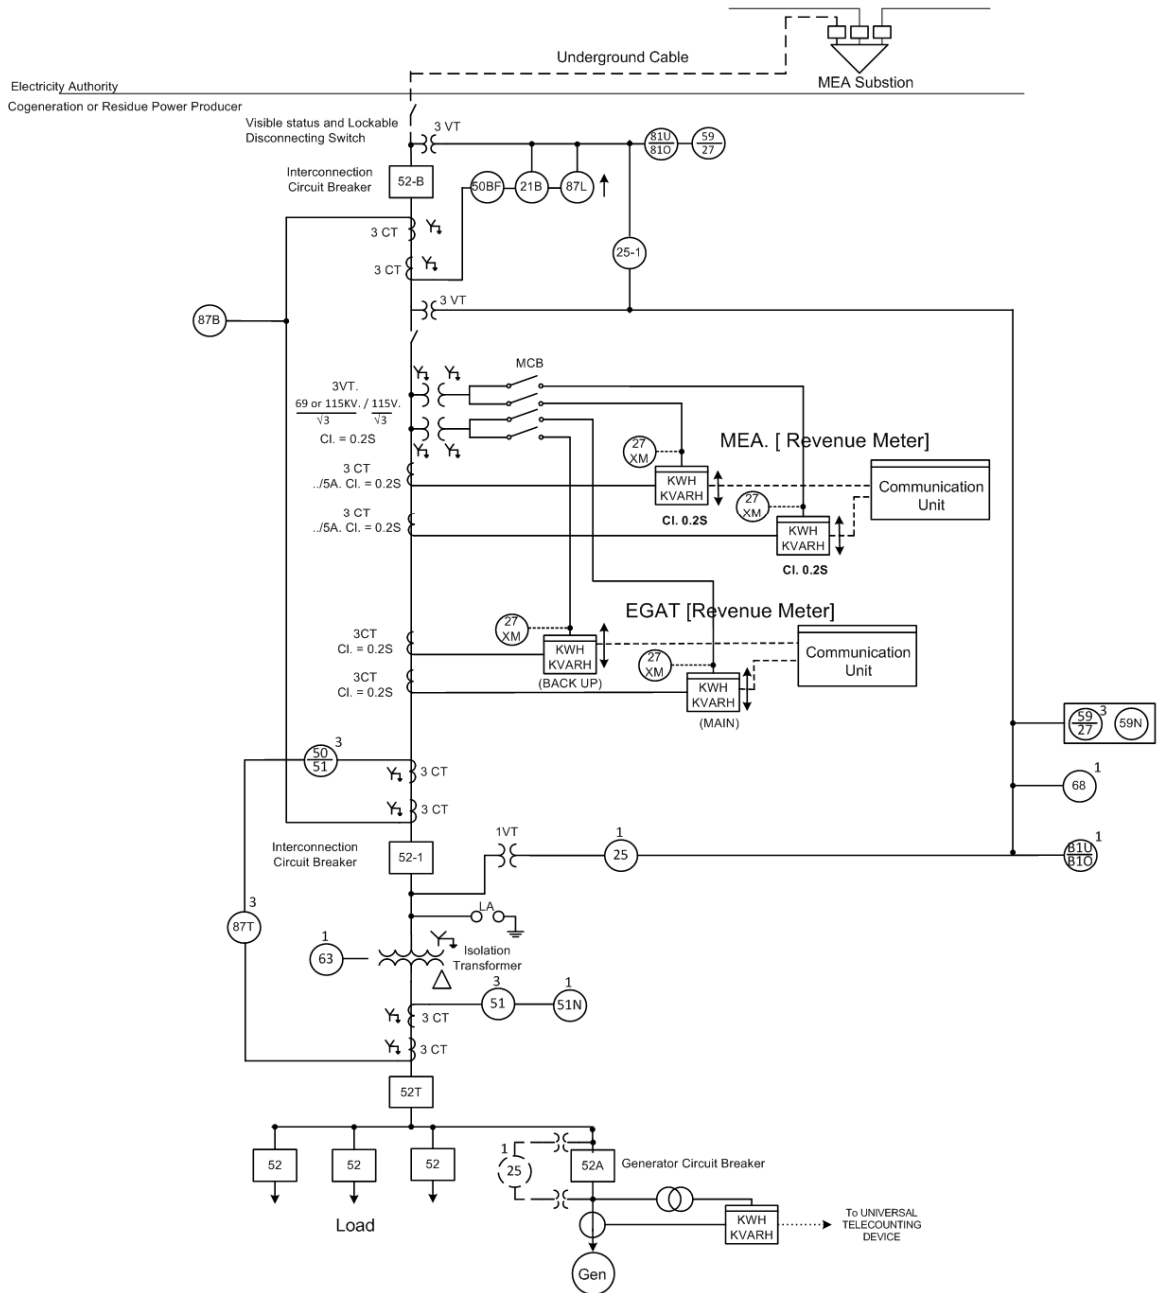 Underground Cable
MEA Substion
Electricity Authority
Cogeneration or Residue Power Producer
Visible status and Lockable
Disconnecting Switch
3 VT
81U
81O
59
27
Interconnection
Circuit Breaker
52-B
50BF
21B
87L
3 CT
25-1
3 CT
3 VT
87B
MCB
3VT.
69 or 115KV. / 115V.
√3 √3
Cl. = 0.2S
27
XM
MEA. [ Revenue Meter]
3 CT
../5A. Cl. = 0.2S
KWH
KVARH
Cl. 0.2S
27
XM
Communication
Unit
3 CT
../5A. Cl. = 0.2S
KWH
KVARH
Cl. 0.2S
EGAT [Revenue Meter]
27
XM
3CT
Cl. = 0.2S
KWH
KVARH
(BACK UP)
27
XM
Communication
Unit
3CT
Cl. = 0.2S
KWH
KVARH
(MAIN)
59
27
3
59N
50
51
3
3 CT
68
1
3 CT
Interconnection
Circuit Breaker
52-1
1VT
1
25
1
B1U
B1O
3
87T
LA
1
63
Isolation
Transformer
3
51
1
51N
3 CT
3 CT
52T
52
52
52
1
25
52A
Generator Circuit Breaker
Load
KWH
KVARH
To UNIVERSAL
TELECOUNTING
DEVICE
Gen